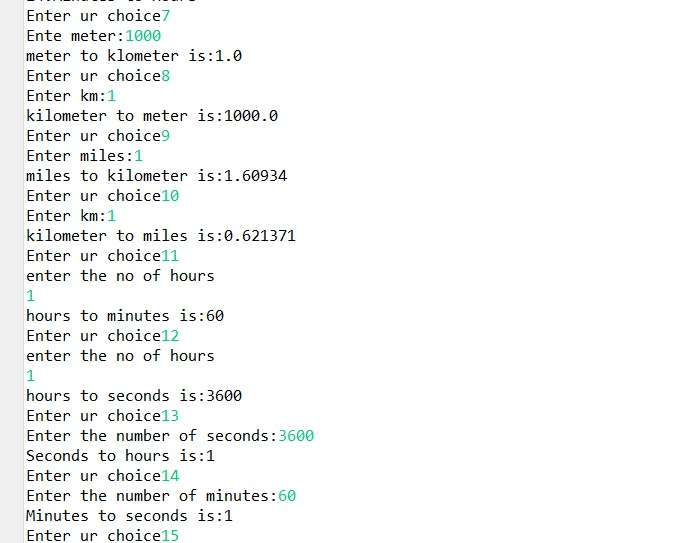 Enter ur choice7
Ente meter:1000
meter to klometer is:1.0
Enter ur choice8
Enter km:1
kilometer to meter is:1000.0
Enter ur choice9
Enter miles:1
miles to kilometer is:1.60934
Enter ur choice10
Enter km:1
kilometer to miles is:0.621371
Enter ur choice11
enter the no of hours
1
hours to minutes is:60
Enter ur choice12
enter the no of hours
1
hours to seconds is:3600
Enter ur choice13
Enter the number of seconds:3600
Seconds to hours is:1
Enter ur choice14
Enter the number of minutes:60
Minutes to seconds is:1
Enter ur choice15